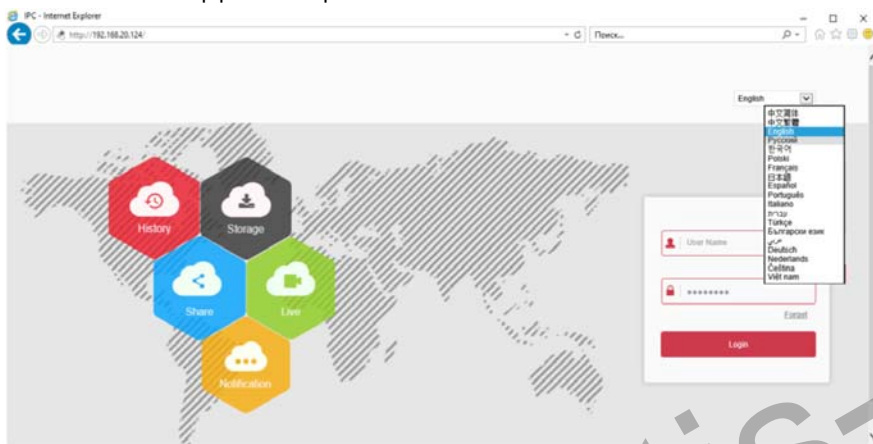 IPC - Internet Explorer
http://192.168.20.124/
Поиск...
English
中文简体
中文繁體
English
Русский
한국어
Polski
Français
日本語
Español
Português
Italiano
עברית
Türkçe
Български език
عربي
Deutsch
Nederlands
Čeština
Việt nam
History
Storage
Share
Live
Notification
User Name
Forget
Login